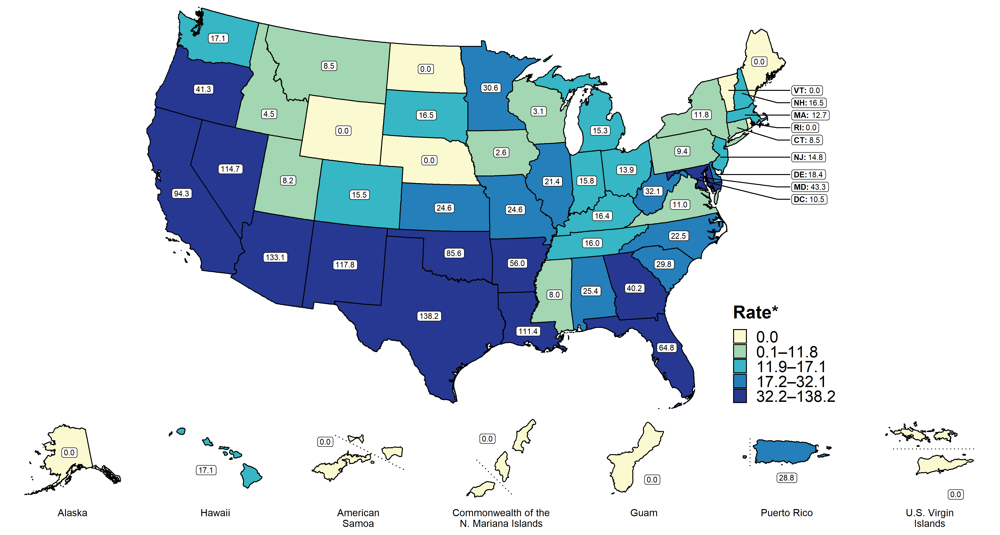 17.1
8.5
0.0
0.0
30.6
41.3
VT: 0.0
NH: 16.5
4.5
16.5
3.1
11.8
MA: 12.7
0.0
15.3
RI: 0.0
CT: 8.5
2.6
9.4
0.0
NJ: 14.8
114.7
13.9
8.2
21.4
15.8
DE: 18.4
94.3
15.5
32.1
MD: 43.3
DC: 10.5
24.6
24.6
11.0
16.4
22.5
16.0
133.1
117.8
85.6
56.0
29.8
8.0
25.4
40.2
138.2
111.4
64.8
Rate*
0.0
0.1–11.8
11.9–17.1
17.2–32.1
32.2–138.2
0.0
17.1
0.0
0.0
0.0
28.8
0.0
Alaska
Hawaii
American
Samoa
Commonwealth of the
N. Mariana Islands
Guam
Puerto Rico
U.S. Virgin
Islands